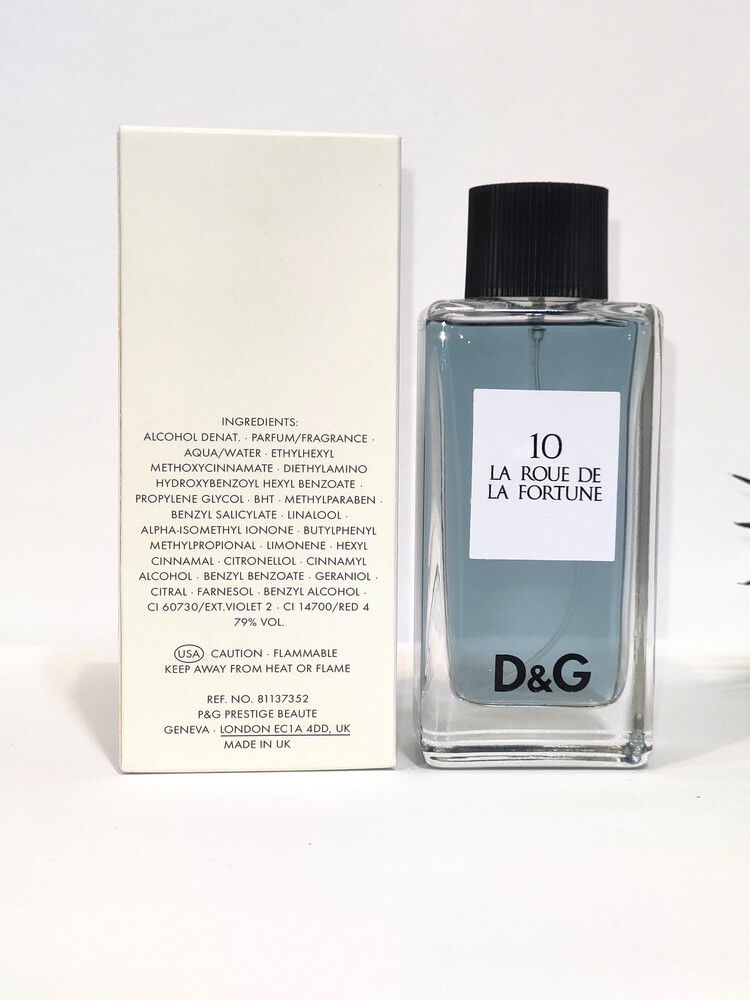 INGREDIENTS:
ALCOHOL DENAT. · PARFUM/FRAGRANCE ·
AQUA/WATER · ETHYLHEXYL
METHOXYCINNAMATE · DIETHYLAMINO
HYDROXYBENZOYL HEXYL BENZOATE ·
PROPYLENE GLYCOL · BHT · METHYLPARABEN ·
BENZYL SALICYLATE · LINALOOL ·
ALPHA-ISOMETHYL IONONE · BUTYLPHENYL
METHYLPROPIONAL · LIMONENE · HEXYL
CINNAMAL · CITRONELLOL · CINNAMYL
ALCOHOL · BENZYL BENZOATE · GERANIOL ·
CITRAL · FARNESOL · BENZYL ALCOHOL ·
CI 60730/EXT.VIOLET 2 · CI 14700/RED 4
79% VOL.
USA CAUTION · FLAMMABLE
KEEP AWAY FROM HEAT OR FLAME
REF. NO. 81137352
P&G PRESTIGE BEAUTE
GENEVA · LONDON EC1A 4DD, UK
MADE IN UK
10
LA ROUE DE
LA FORTUNE
D&G